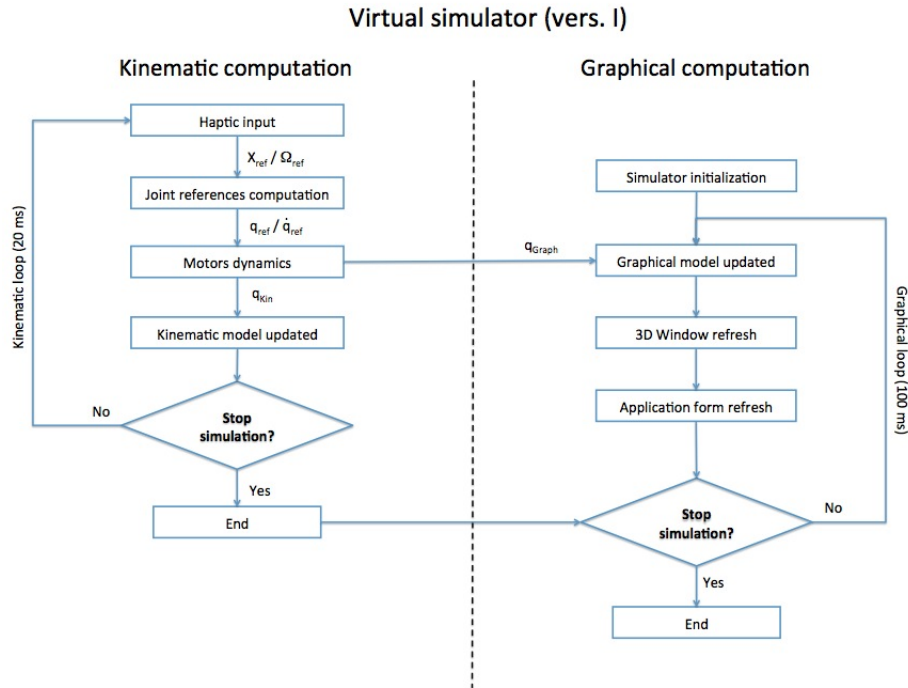 Virtual simulator (vers. I)
Kinematic computation
Haptic input
Xref / Ωref
Joint references computation
qref / q̇ref
Motors dynamics
qKin
Kinematic model updated
Stop
simulation?
No
Yes
End
Kinematic loop (20 ms)
Graphical computation
Simulator initialization
qGraph
Graphical model updated
3D Window refresh
Application form refresh
Stop
simulation?
No
Yes
End
Graphical loop (100 ms)